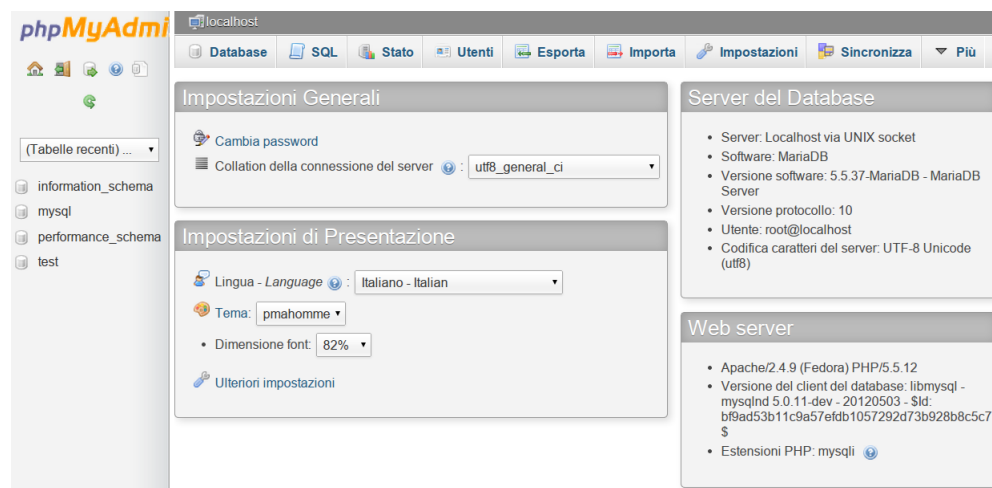 phpMyAdmi
(Tabelle recenti) ...
information_schema
mysql
performance_schema
test
localhost
Database SQL Stato Utenti Esporta Importa Impostazioni Sincronizza Più
Impostazioni Generali
Cambia password
Collation della connessione del server : utf8_general_ci
Impostazioni di Presentazione
Lingua - Language : Italiano - Italian
Tema: pmahomme
• Dimensione font: 82%
Ulteriori impostazioni
Server del Database
• Server: Localhost via UNIX socket
• Software: MariaDB
• Versione software: 5.5.37-MariaDB - MariaDB
Server
• Versione protocollo: 10
• Utente: root@localhost
• Codifica caratteri del server: UTF-8 Unicode
(utf8)
Web server
• Apache/2.4.9 (Fedora) PHP/5.5.12
• Versione del client del database: libmysql -
mysqlnd 5.0.11-dev - 20120503 - $Id:
bf9ad53b11c9a57efdb1057292d73b928b8c5c7
$
• Estensioni PHP: mysqli